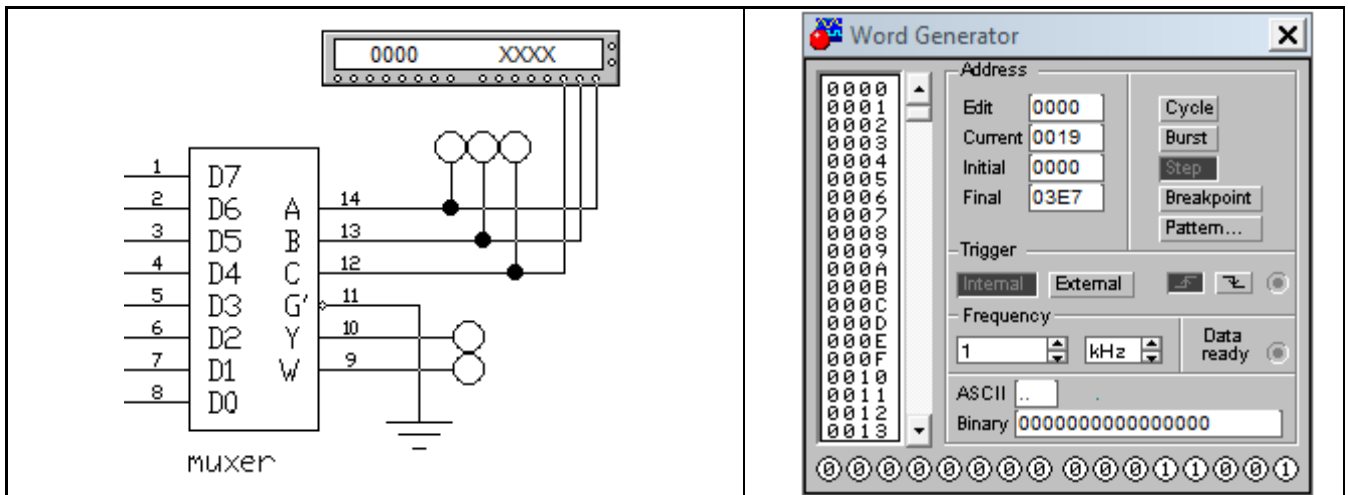 0000 XXXX
1 D7
2 D6 A 14
3 D5 B 13
4 D4 C 12
5 D3 G' 11
6 D2 Y 10
7 D1 W 9
8 D0
muxer
Word Generator
0000
0001
0002
0003
0004
0005
0006
0007
0008
0009
000A
000B
000C
000D
000E
000F
0010
0011
0012
0013
Address
Edit 0000
Current 0019
Initial 0000
Final 03E7
Cycle
Burst
Step
Breakpoint
Pattern...
Trigger
Internal External
Frequency
1 kHz
Data
ready
ASCII ..
Binary 0000000000000000
0 0 0 0 0 0 0 0 0 0 0 1 1 0 0 1